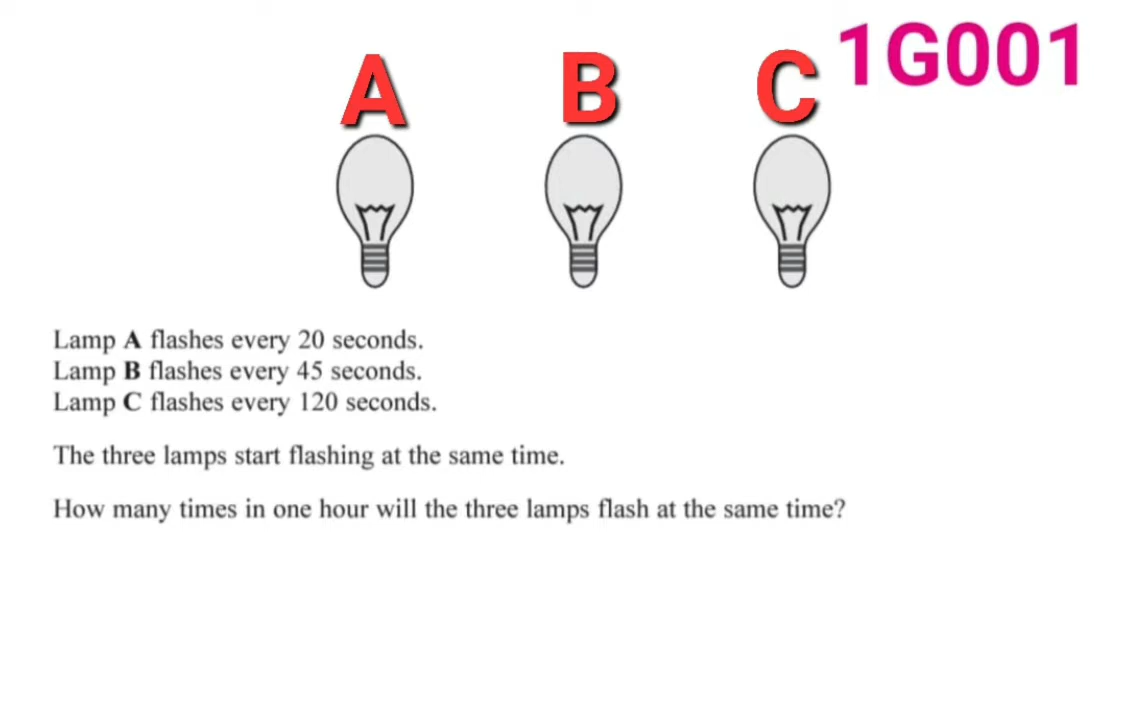 1G001
A B C
Lamp A flashes every 20 seconds.
Lamp B flashes every 45 seconds.
Lamp C flashes every 120 seconds.
The three lamps start flashing at the same time.
How many times in one hour will the three lamps flash at the same time?